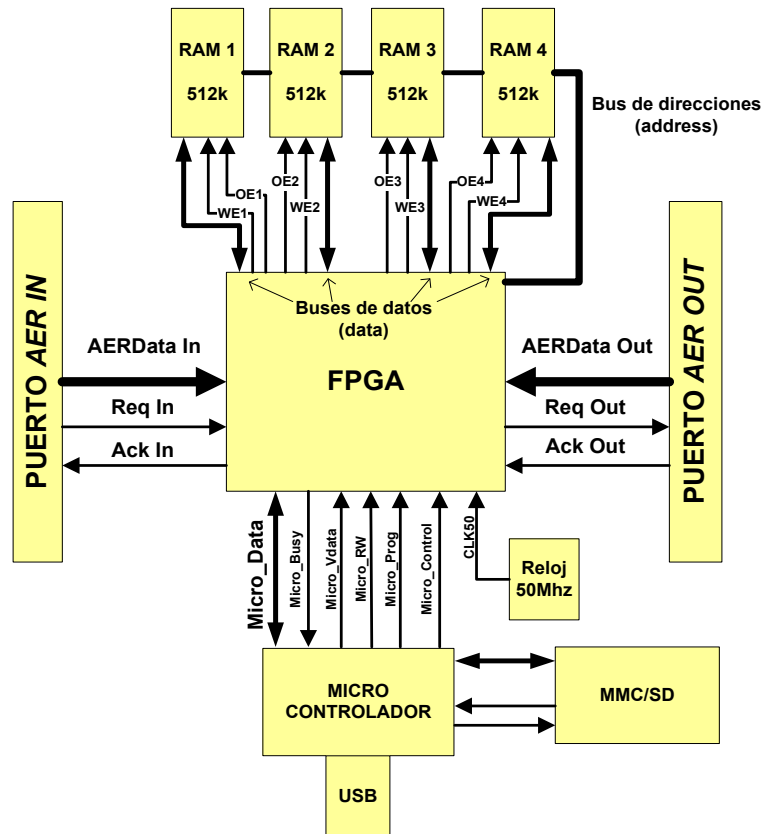 RAM 1
512k
RAM 2
512k
RAM 3
512k
RAM 4
512k
Bus de direcciones
(address)
OE1
WE1
OE2
WE2
OE3
WE3
OE4
WE4
PUERTO AER IN
AERData In
Req In
Ack In
Buses de datos
(data)
FPGA
AERData Out
Req Out
Ack Out
PUERTO AER OUT
Micro_Data
Micro_Busy
Micro_Vdata
Micro_RW
Micro_Prog
Micro_Control
CLK50
Reloj
50Mhz
MICRO
CONTROLADOR
MMC/SD
USB